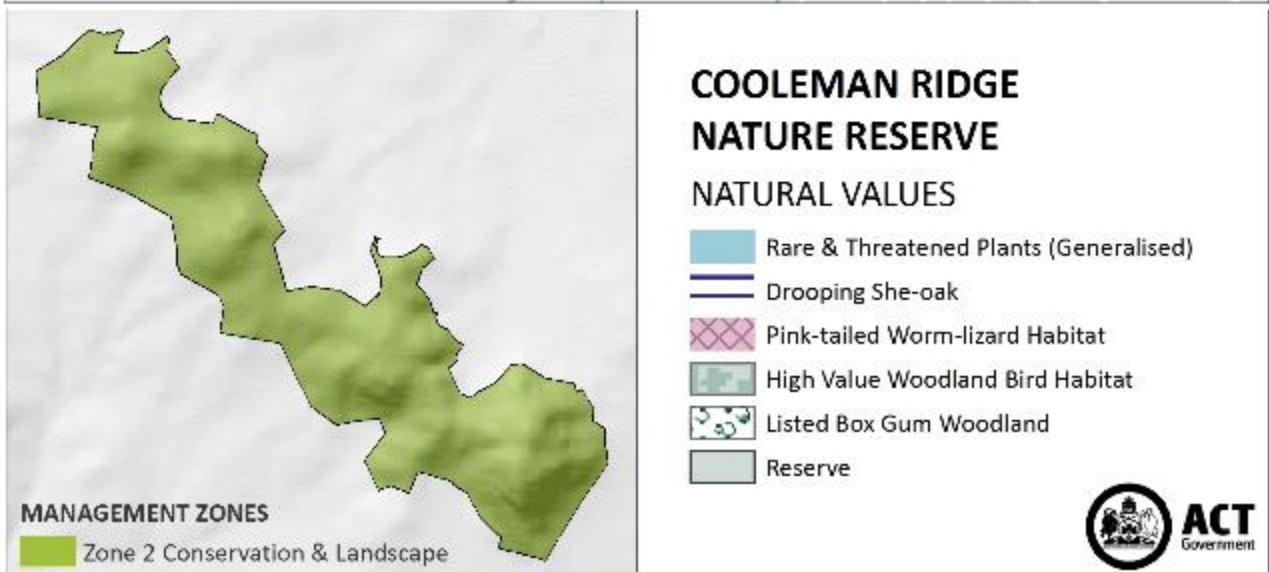 MANAGEMENT ZONES
Zone 2 Conservation & Landscape
COOLEMAN RIDGE
NATURE RESERVE
NATURAL VALUES
Rare & Threatened Plants (Generalised)
Drooping She-oak
Pink-tailed Worm-lizard Habitat
High Value Woodland Bird Habitat
Listed Box Gum Woodland
Reserve
ACT
Government